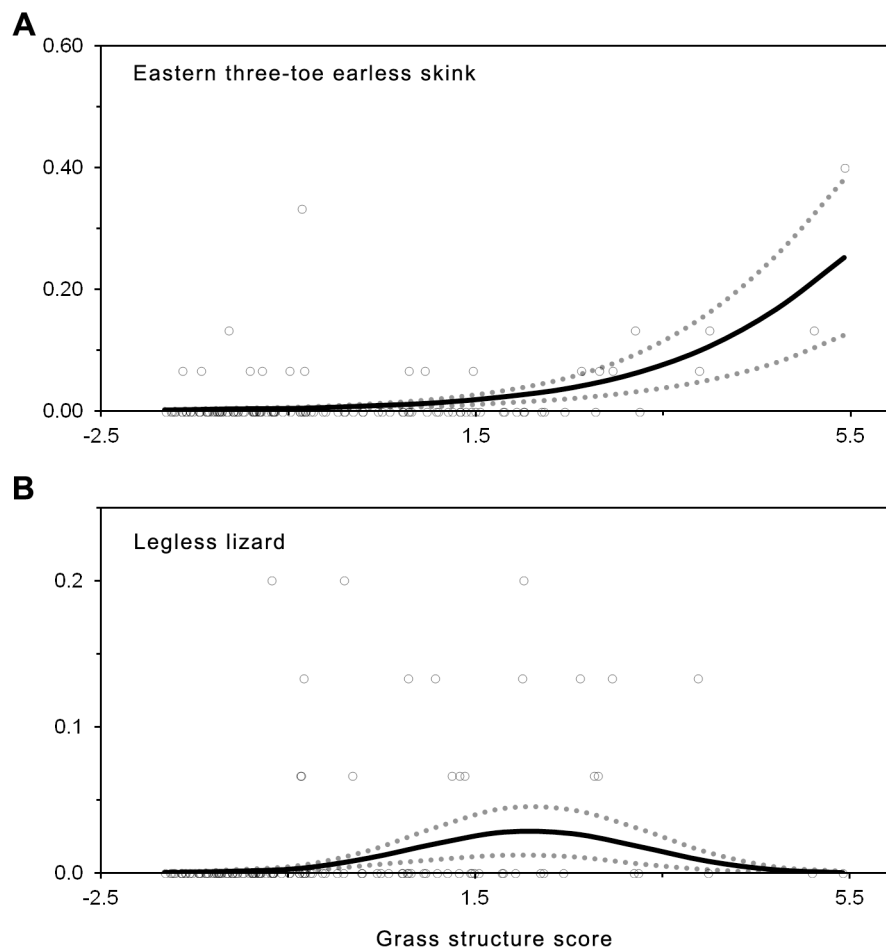 A
0.60
Eastern three-toe earless skink
0.40
0.20
0.00
-2.5 1.5 5.5
B
Legless lizard
0.2
0.1
0.0
-2.5 1.5 5.5
Grass structure score